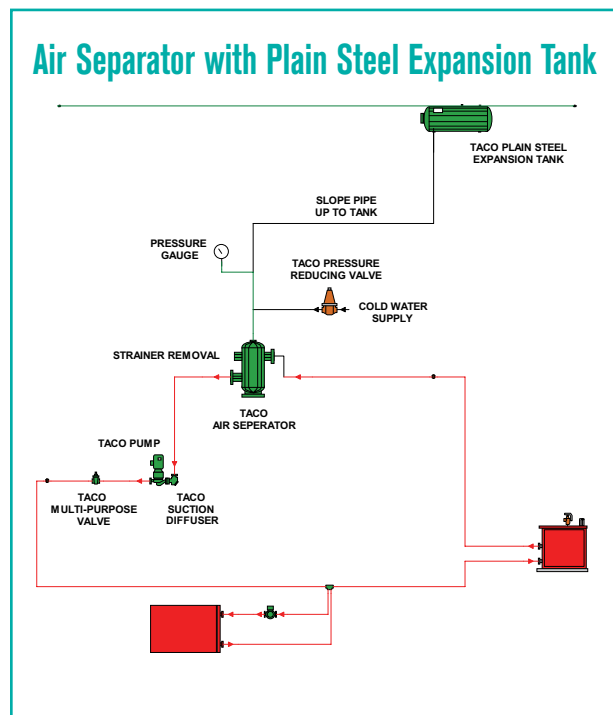 Air Separator with Plain Steel Expansion Tank
TACO PLAIN STEEL
EXPANSION TANK
SLOPE PIPE
UP TO TANK
PRESSURE
GAUGE
TACO PRESSURE
REDUCING VALVE
COLD WATER
SUPPLY
STRAINER REMOVAL
TACO
AIR SEPERATOR
TACO PUMP
TACO
MULTI-PURPOSE
VALVE
TACO
SUCTION
DIFFUSER